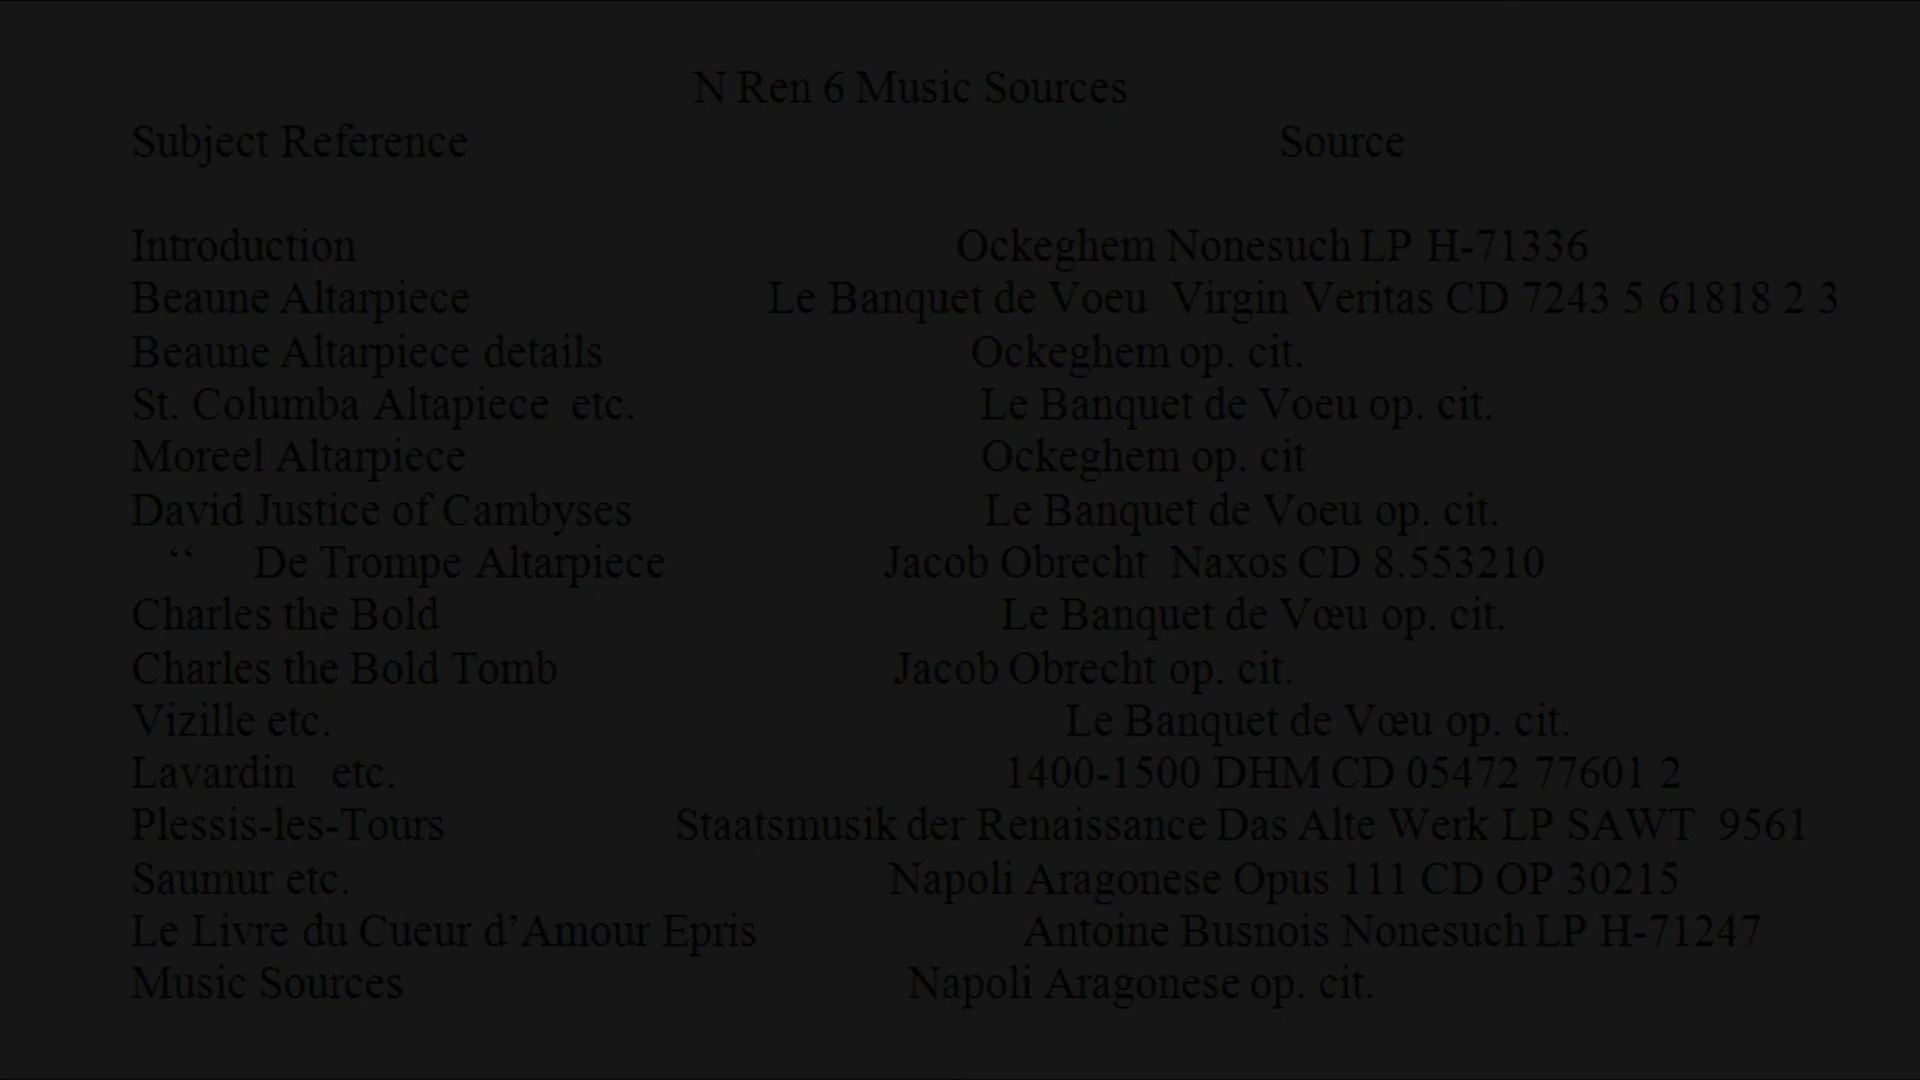 N Ren 6 Music Sources
Subject Reference Source
Introduction Ockeghem Nonesuch LP H-71336
Beaune Altarpiece Le Banquet de Voeu Virgin Veritas CD 7243 5 61818 2 3
Beaune Altarpiece details Ockeghem op. cit.
St. Columba Altapiece etc. Le Banquet de Voeu op. cit.
Moreel Altarpiece Ockeghem op. cit
David Justice of Cambyses Le Banquet de Voeu op. cit.
“ De Trompe Altarpiece Jacob Obrecht Naxos CD 8.553210
Charles the Bold Le Banquet de Vœu op. cit.
Charles the Bold Tomb Jacob Obrecht op. cit.
Vizille etc. Le Banquet de Vœu op. cit.
Lavardin etc. 1400-1500 DHM CD 05472 77601 2
Plessis-les-Tours Staatsmusik der Renaissance Das Alte Werk LP SAWT 9561
Saumur etc. Napoli Aragonese Opus 111 CD OP 30215
Le Livre du Cueur d’Amour Epris Antoine Busnois Nonesuch LP H-71247
Music Sources Napoli Aragonese op. cit.